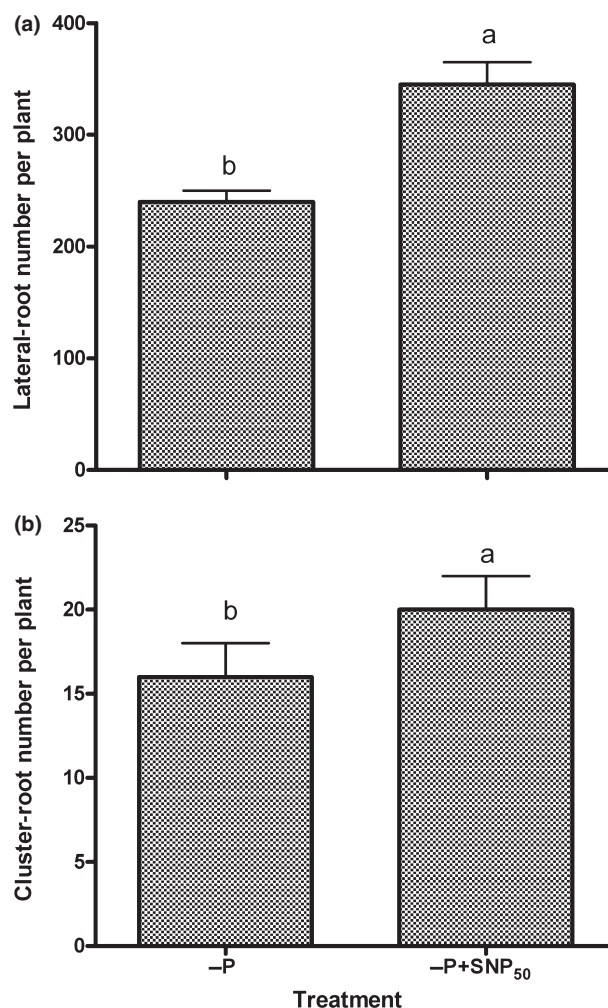 (a)
Lateral-root number per plant
400
300
200
100
0
b
a
(b)
Cluster-root number per plant
25
20
15
10
5
0
b
a
–P
–P+SNP50
Treatment